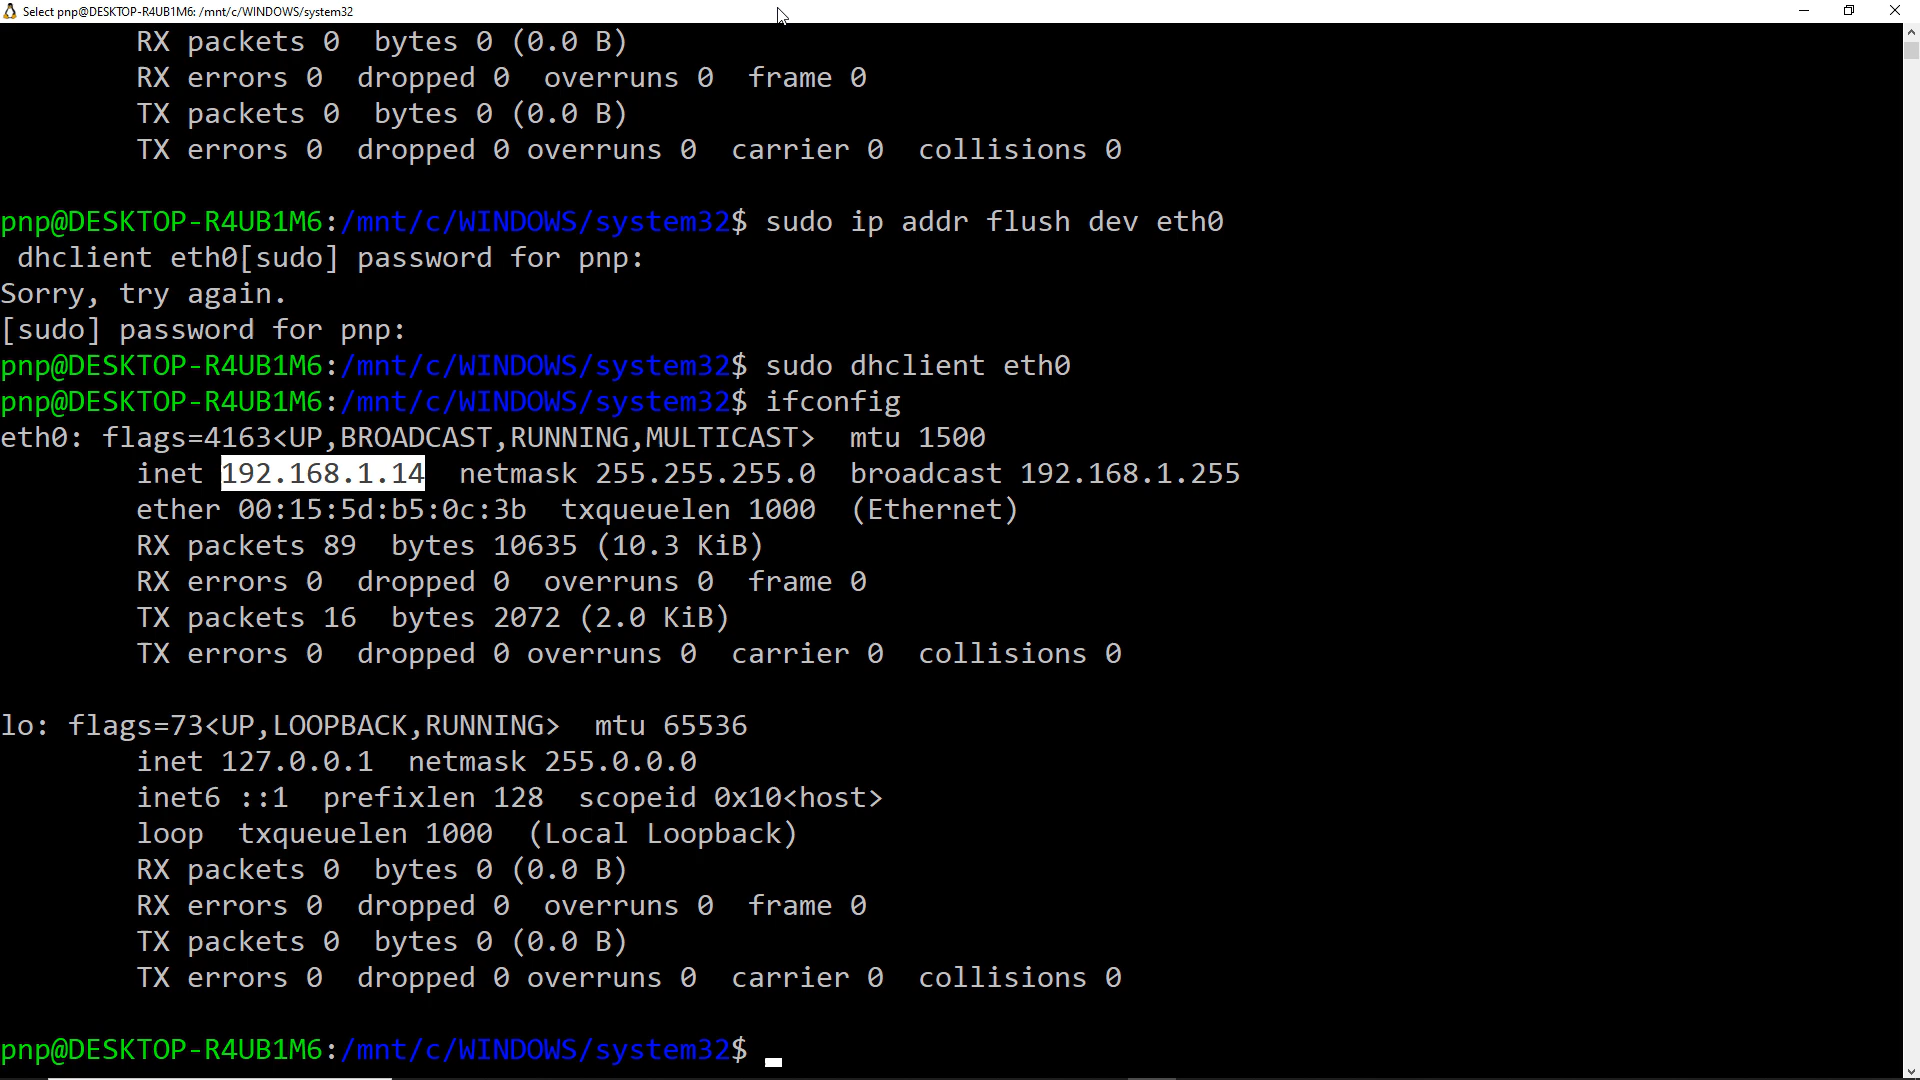 Select pnp@DESKTOP-R4UB1M6: /mnt/c/WINDOWS/system32
RX packets 0  bytes 0 (0.0 B)
RX errors 0  dropped 0  overruns 0  frame 0
TX packets 0  bytes 0 (0.0 B)
TX errors 0  dropped 0 overruns 0  carrier 0  collisions 0
pnp@DESKTOP-R4UB1M6:/mnt/c/WINDOWS/system32$ sudo ip addr flush dev eth0
dhclient eth0[sudo] password for pnp:
Sorry, try again.
[sudo] password for pnp:
pnp@DESKTOP-R4UB1M6:/mnt/c/WINDOWS/system32$ sudo dhclient eth0
pnp@DESKTOP-R4UB1M6:/mnt/c/WINDOWS/system32$ ifconfig
eth0: flags=4163<UP,BROADCAST,RUNNING,MULTICAST>  mtu 1500
inet 192.168.1.14  netmask 255.255.255.0  broadcast 192.168.1.255
ether 00:15:5d:b5:0c:3b  txqueuelen 1000  (Ethernet)
RX packets 89  bytes 10635 (10.3 KiB)
RX errors 0  dropped 0  overruns 0  frame 0
TX packets 16  bytes 2072 (2.0 KiB)
TX errors 0  dropped 0 overruns 0  carrier 0  collisions 0
lo: flags=73<UP,LOOPBACK,RUNNING>  mtu 65536
inet 127.0.0.1  netmask 255.0.0.0
inet6 ::1  prefixlen 128  scopeid 0x10<host>
loop  txqueuelen 1000  (Local Loopback)
RX packets 0  bytes 0 (0.0 B)
RX errors 0  dropped 0  overruns 0  frame 0
TX packets 0  bytes 0 (0.0 B)
TX errors 0  dropped 0 overruns 0  carrier 0  collisions 0
pnp@DESKTOP-R4UB1M6:/mnt/c/WINDOWS/system32$